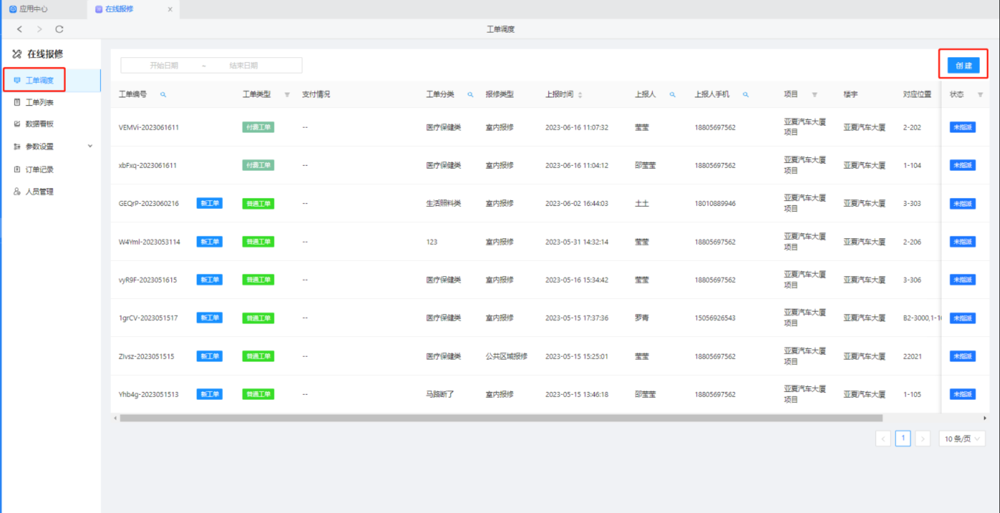 应用中心
在线报修
工单调度
在线报修
工单调度
工单列表
数据看板
参数设置
订单记录
人员管理
开始日期 ~ 结束日期
创 建
工单编号 工单类型 支付情况 工单分类 报修类型 上报时间 上报人 上报人手机 项目 楼宇 对应位置 状态
VEMVi-2023061611 付费工单 -- 医疗保健类 室内报修 2023-06-16 11:07:32 莹莹 18805697562 亚夏汽车大厦 亚夏汽车大厦 2-202 未指派
项目
xbFxq-2023061611 付费工单 -- 医疗保健类 室内报修 2023-06-16 11:04:12 邵莹莹 18805697562 亚夏汽车大厦 亚夏汽车大厦 1-104 未指派
项目
GEQrP-2023060216 新工单 普通工单 -- 生活照料类 室内报修 2023-06-02 16:44:03 土土 18010889946 亚夏汽车大厦 亚夏汽车大厦 3-303 未指派
项目
W4Yml-2023053114 新工单 普通工单 -- 123 室内报修 2023-05-31 14:32:14 莹莹 18805697562 亚夏汽车大厦 亚夏汽车大厦 2-206 未指派
项目
vyR9F-2023051615 新工单 普通工单 -- 医疗保健类 室内报修 2023-05-16 15:34:42 莹莹 18805697562 亚夏汽车大厦 亚夏汽车大厦 3-306 未指派
项目
1grCV-2023051517 新工单 普通工单 -- 医疗保健类 室内报修 2023-05-15 17:37:36 罗青 15056926543 亚夏汽车大厦 亚夏汽车大厦 B2-3000,1-1 未指派
项目
Zlvsz-2023051515 新工单 普通工单 -- 医疗保健类 公共区域报修 2023-05-15 15:25:01 莹莹 18805697562 亚夏汽车大厦 亚夏汽车大厦 22021 未指派
项目
Yhb4g-2023051513 新工单 普通工单 -- 马路断了 室内报修 2023-05-15 13:46:18 邵莹莹 18805697562 亚夏汽车大厦 亚夏汽车大厦 1-105 未指派
项目
1 10 条/页